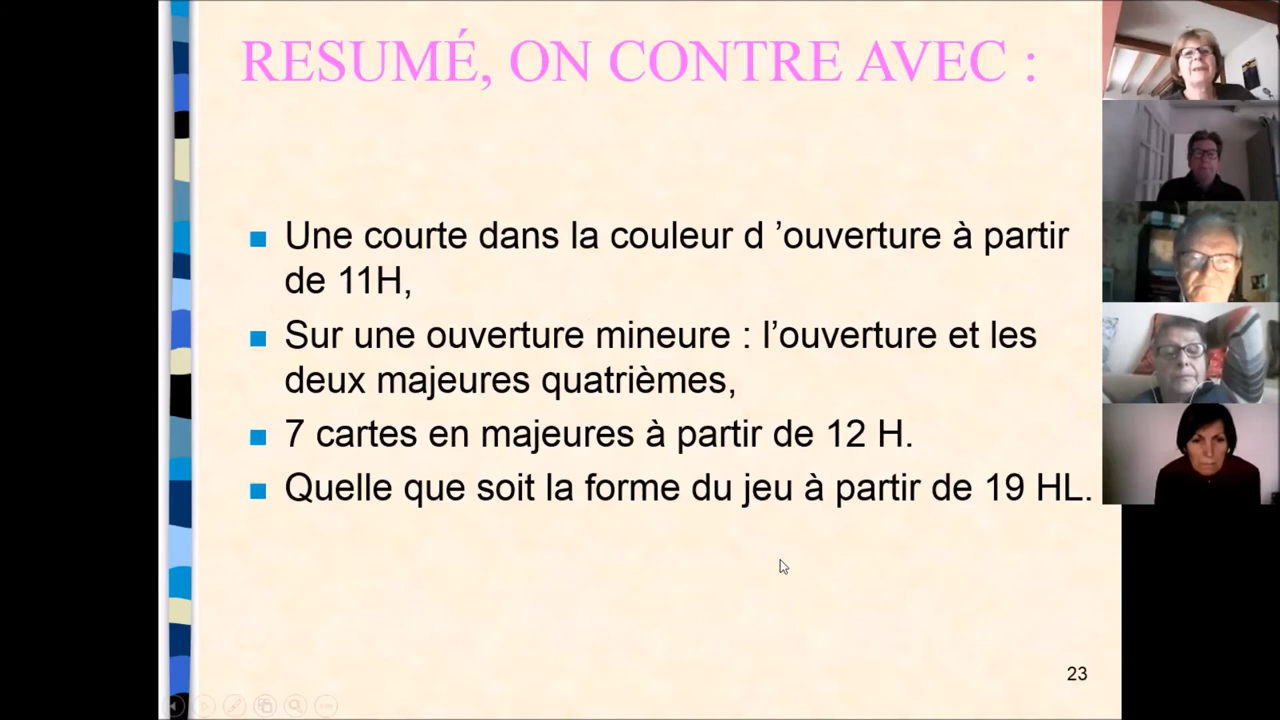 RESUMÉ, ON CONTRE AVEC :
Une courte dans la couleur d ’ouverture à partir
de 11H,
Sur une ouverture mineure : l’ouverture et les
deux majeures quatrièmes,
7 cartes en majeures à partir de 12 H.
Quelle que soit la forme du jeu à partir de 19 HL.
23